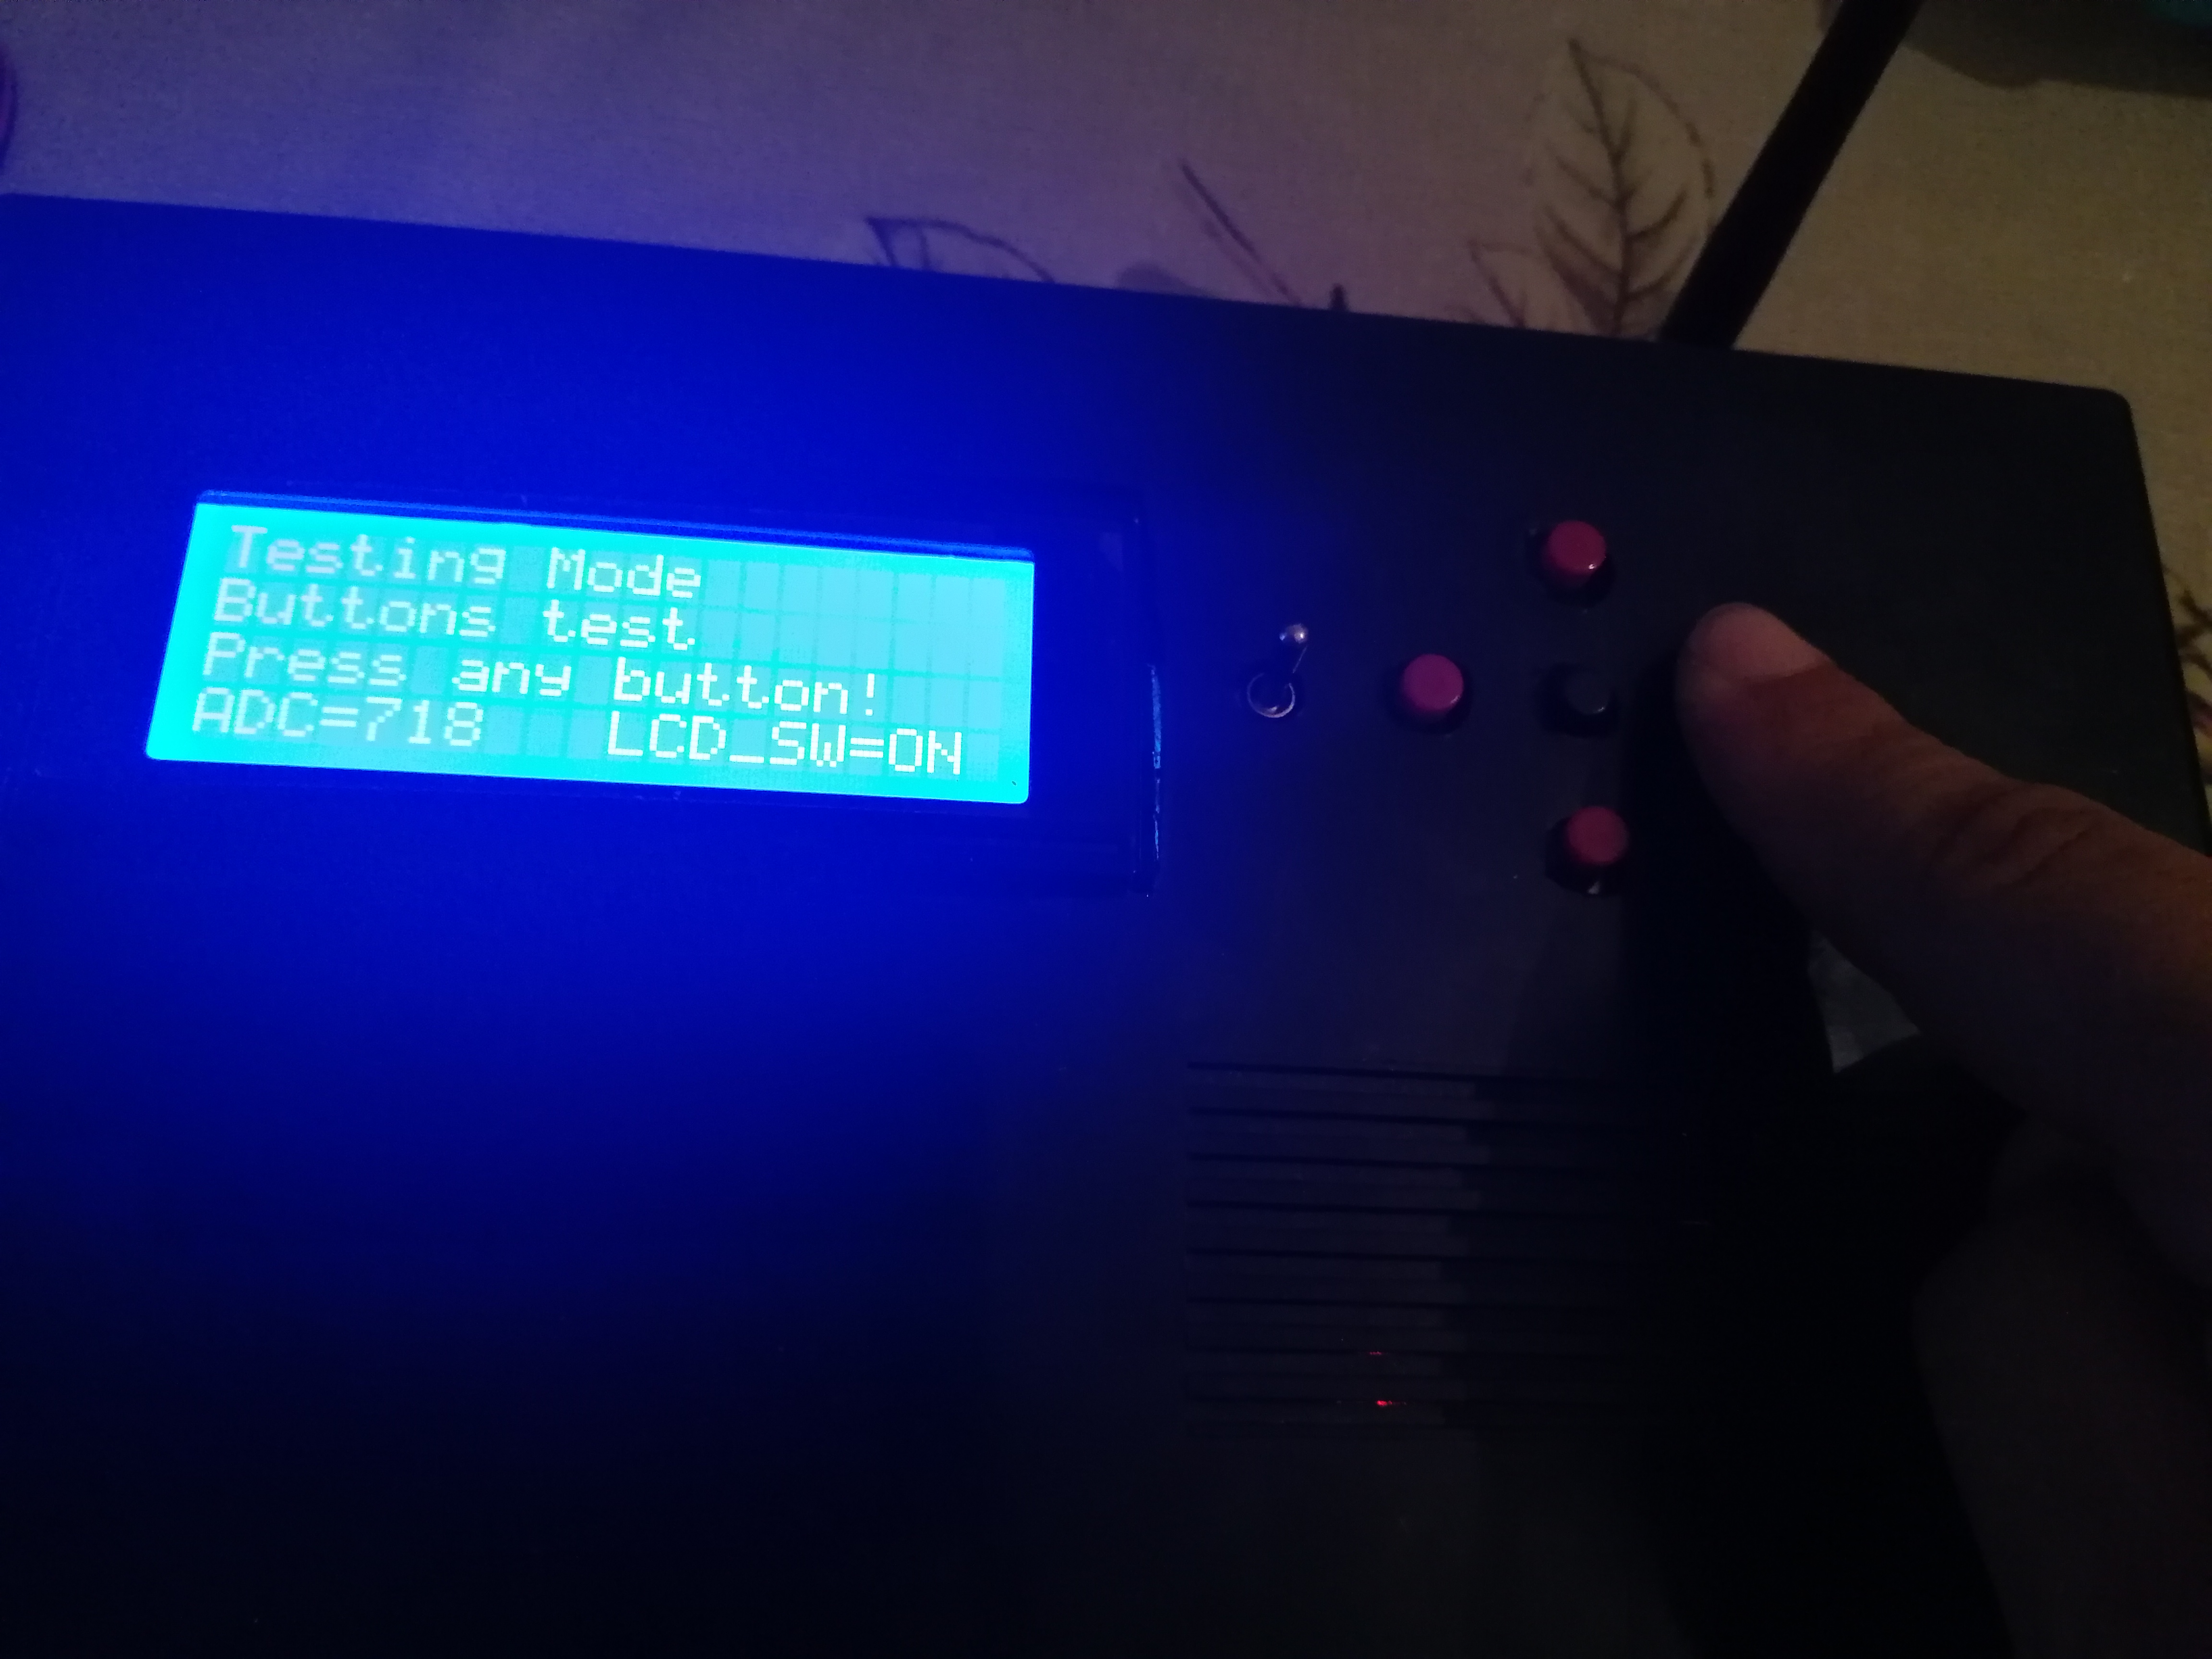 Testing Mode
Buttons test
Press any button!
ADC=718 LCD_SW=ON